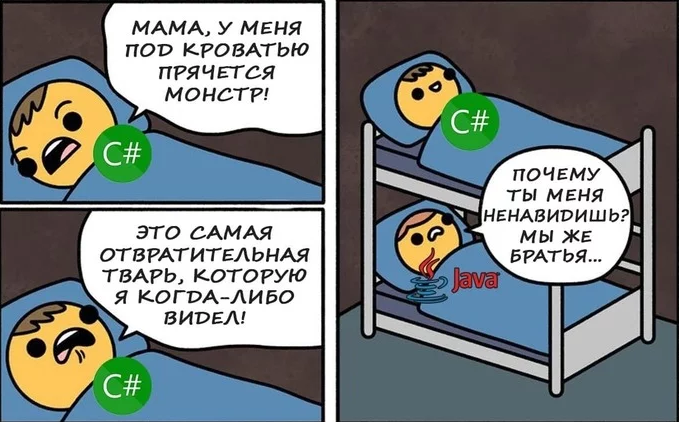 МАМА, У МЕНЯ
ПОД КРОВАТЬЮ
ПРЯЧЕТСЯ
МОНСТР!
C#
ЭТО САМАЯ
ОТВРАТИТЕЛЬНАЯ
ТВАРЬ, КОТОРУЮ
Я КОГДА-ЛИБО
ВИДЕЛ!
C#
C#
ПОЧЕМУ
ТЫ МЕНЯ
НЕНАВИДИШЬ?
МЫ ЖЕ
БРАТЬЯ...
Java